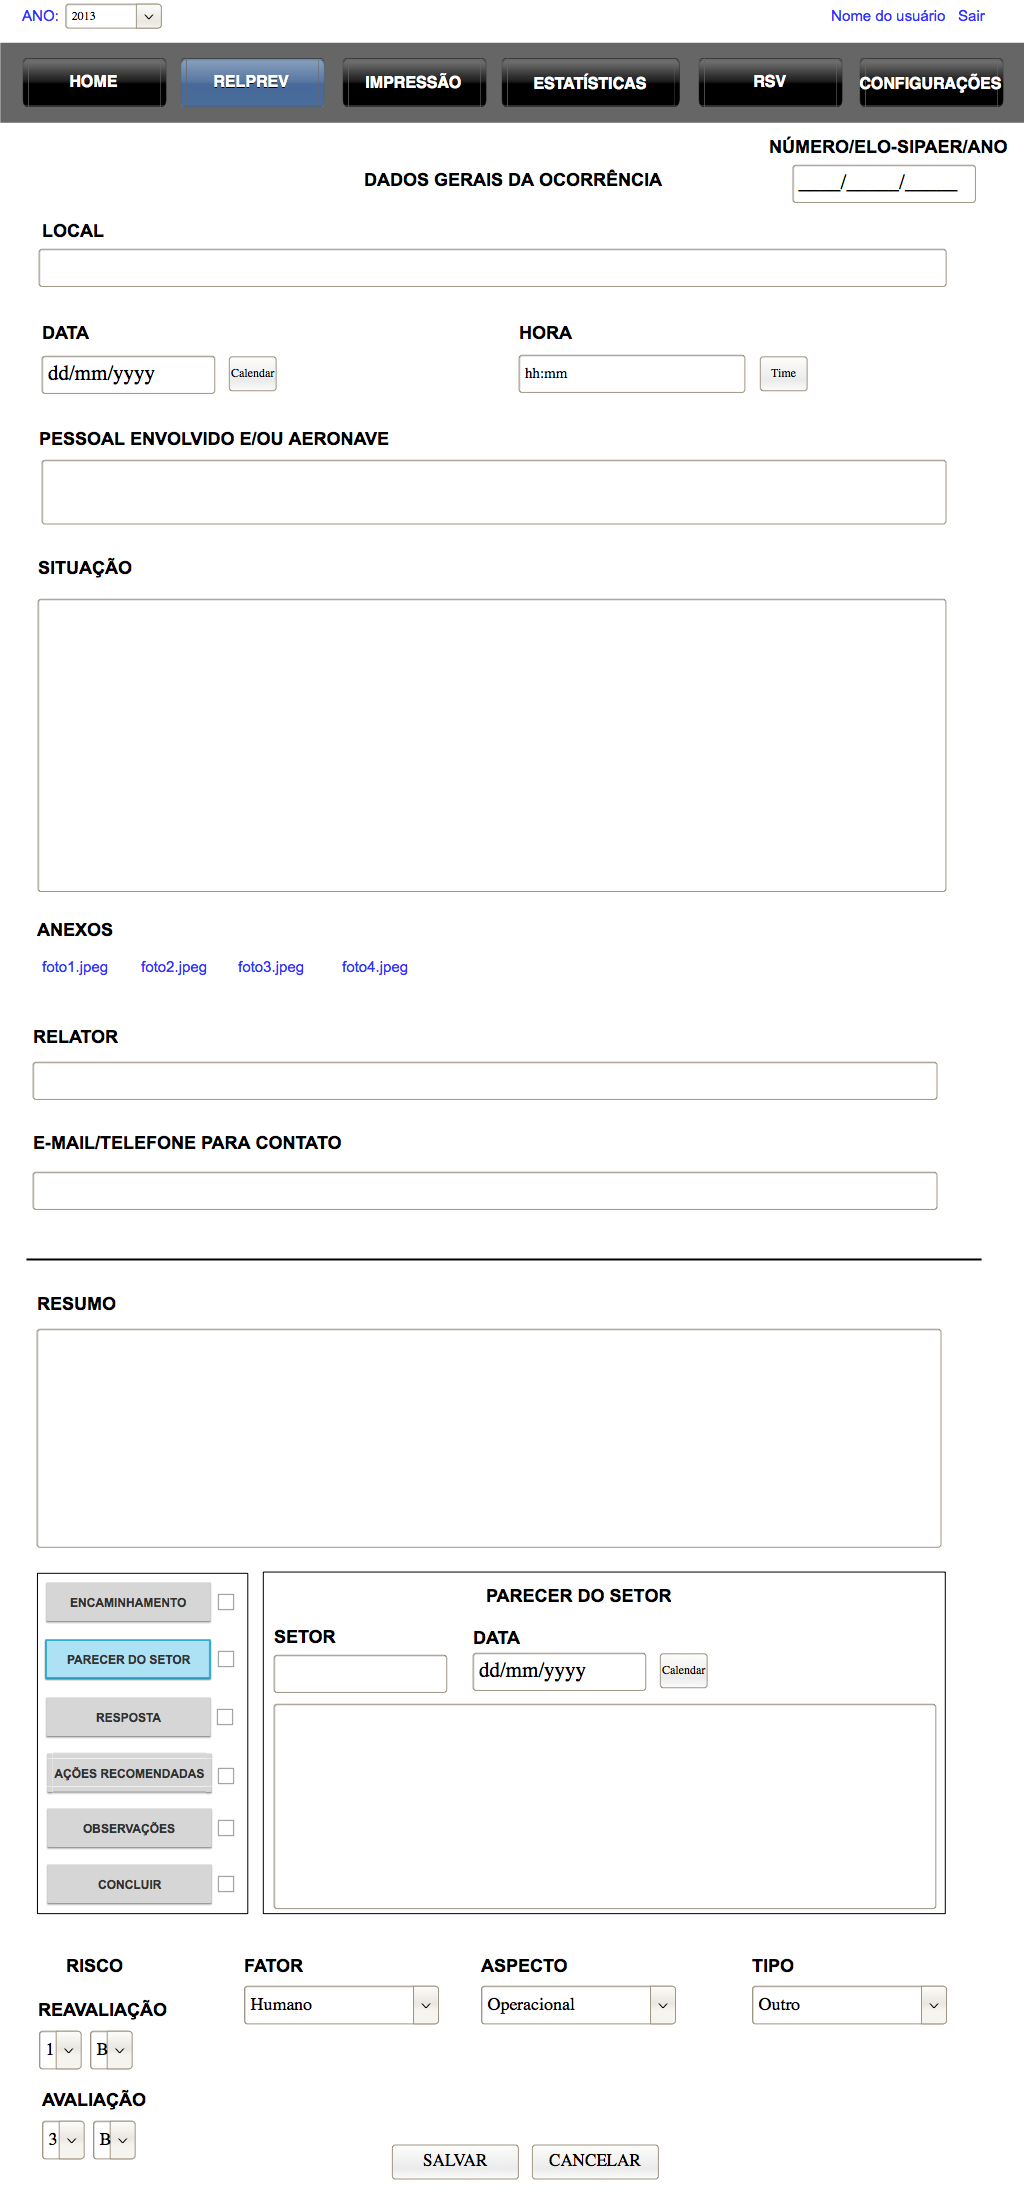 ANO: 2013 Nome do usuário Sair
HOME RELPREV IMPRESSÃO ESTATÍSTICAS RSV CONFIGURAÇÕES
NÚMERO/ELO-SIPAER/ANO
DADOS GERAIS DA OCORRÊNCIA ____/_____/_____
LOCAL
DATA HORA
dd/mm/yyyy Calendar hh:mm Time
PESSOAL ENVOLVIDO E/OU AERONAVE
SITUAÇÃO
ANEXOS
foto1.jpeg foto2.jpeg foto3.jpeg foto4.jpeg
RELATOR
E-MAIL/TELEFONE PARA CONTATO
RESUMO
ENCAMINHAMENTO
PARECER DO SETOR
RESPOSTA
AÇÕES RECOMENDADAS
OBSERVAÇÕES
CONCLUIR
PARECER DO SETOR
SETOR DATA
dd/mm/yyyy Calendar
RISCO FATOR ASPECTO TIPO
Humano Operacional Outro
REAVALIAÇÃO
1 B
AVALIAÇÃO
3 B
SALVAR CANCELAR